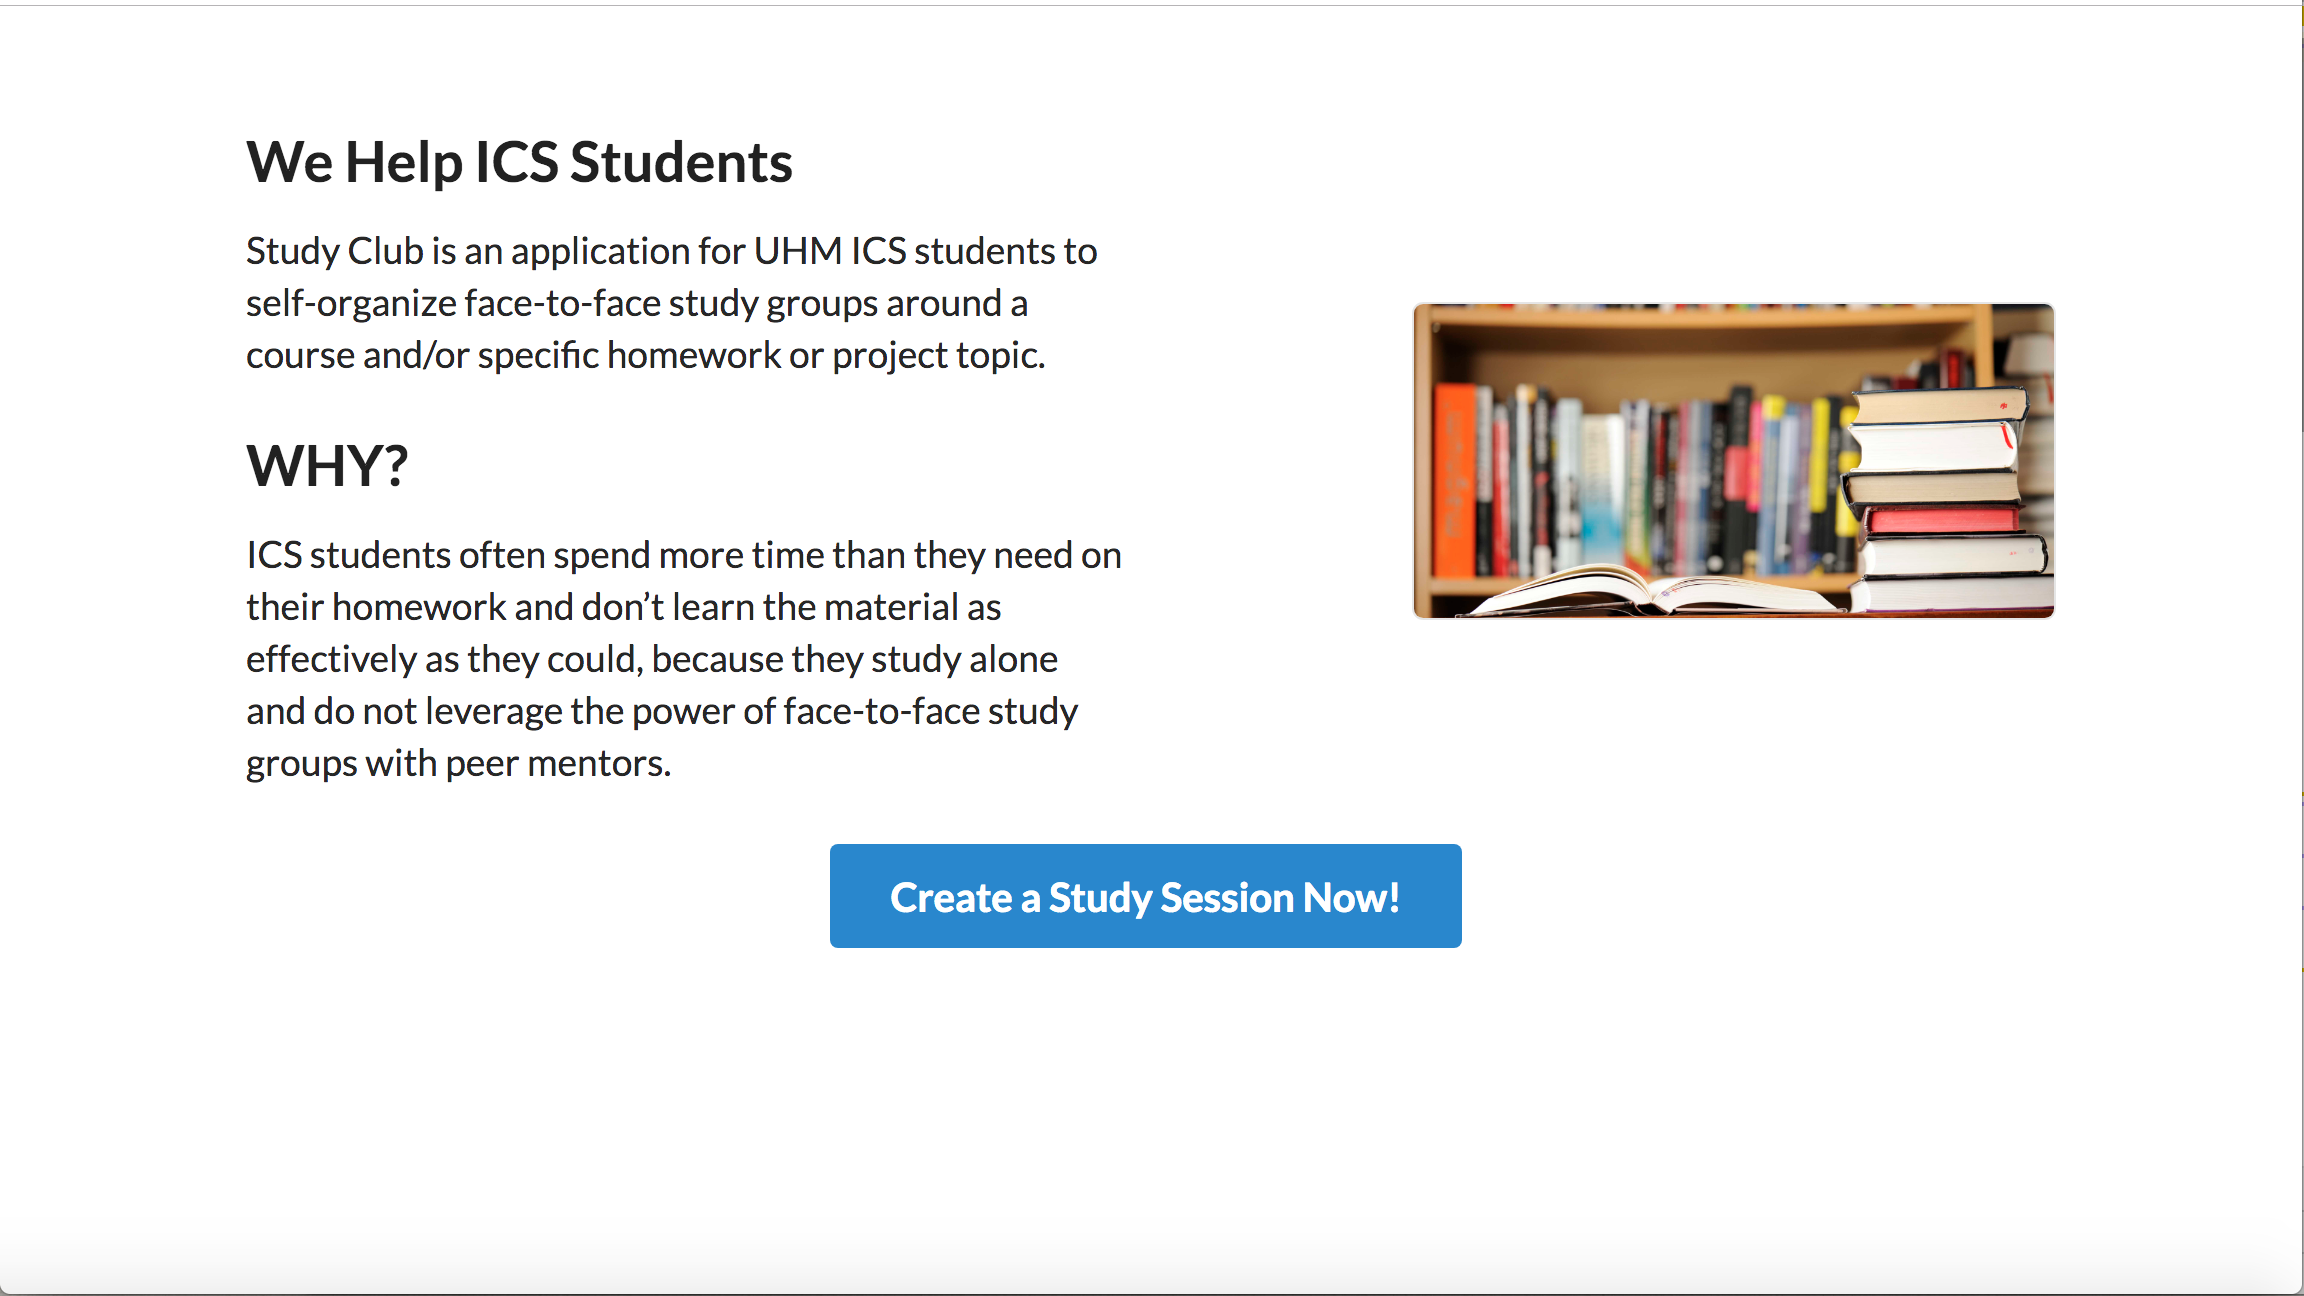 We Help ICS Students
Study Club is an application for UHM ICS students to
self-organize face-to-face study groups around a
course and/or specific homework or project topic.
WHY?
ICS students often spend more time than they need on
their homework and don’t learn the material as
effectively as they could, because they study alone
and do not leverage the power of face-to-face study
groups with peer mentors.
Create a Study Session Now!